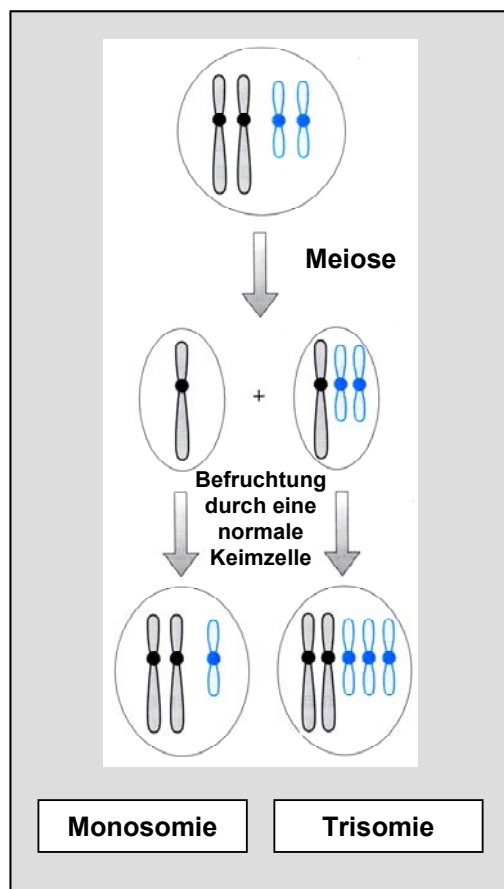 Meiose
+
Befruchtung
durch eine
normale
Keimzelle
Monosomie
Trisomie